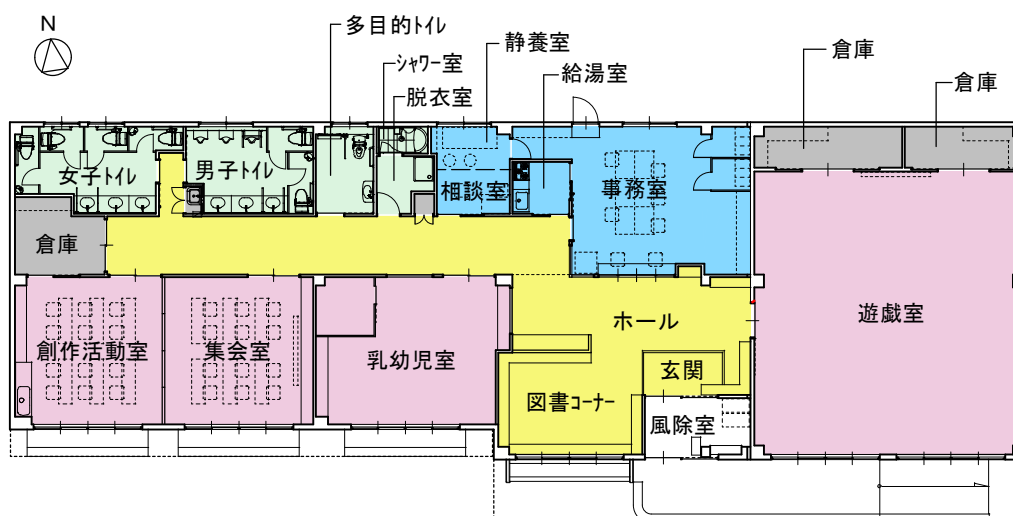 N
多目的ﾄｲﾚ
静養室
ｼｬﾜｰ室
給湯室
脱衣室
倉庫
倉庫
女子ﾄｲﾚ
男子ﾄｲﾚ
相談室
事務室
倉庫
創作活動室
集会室
乳幼児室
ホール
遊戯室
玄関
図書ｺｰﾅｰ
風除室